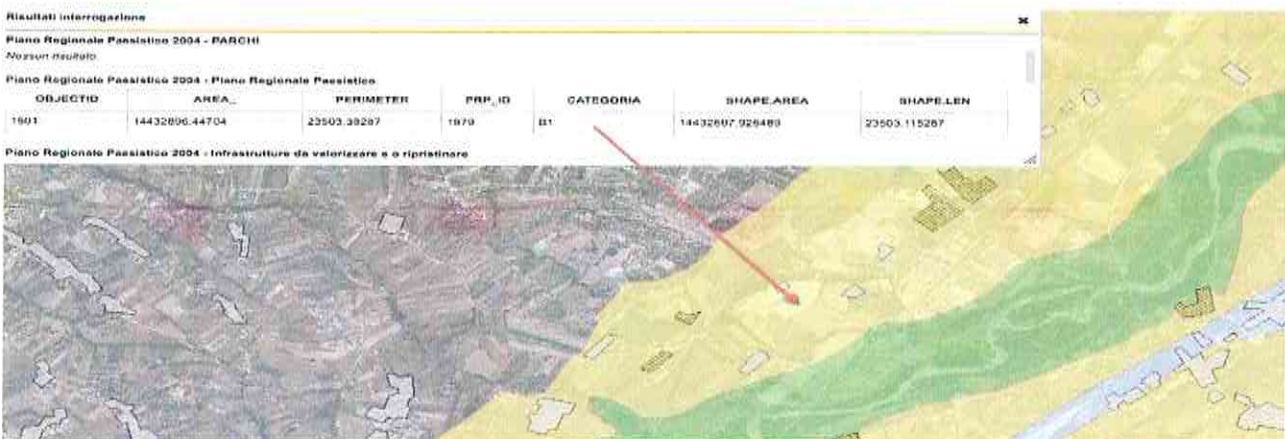 Risultati interrogazione
Piano Regionale Paesistico 2004 - PARCHI
Nessun risultato
Piano Regionale Paesistico 2004 - Piano Regionale Paesistico
OBJECTID AREA_ PERIMETER PRP_ID CATEGORIA SHAPE.AREA SHAPE.LEN
1601 14432896.44704 23503.39287 1979 B1 14432697.926489 23503.115287
Piano Regionale Paesistico 2004 - Infrastrutture da valorizzare e o ripristinare